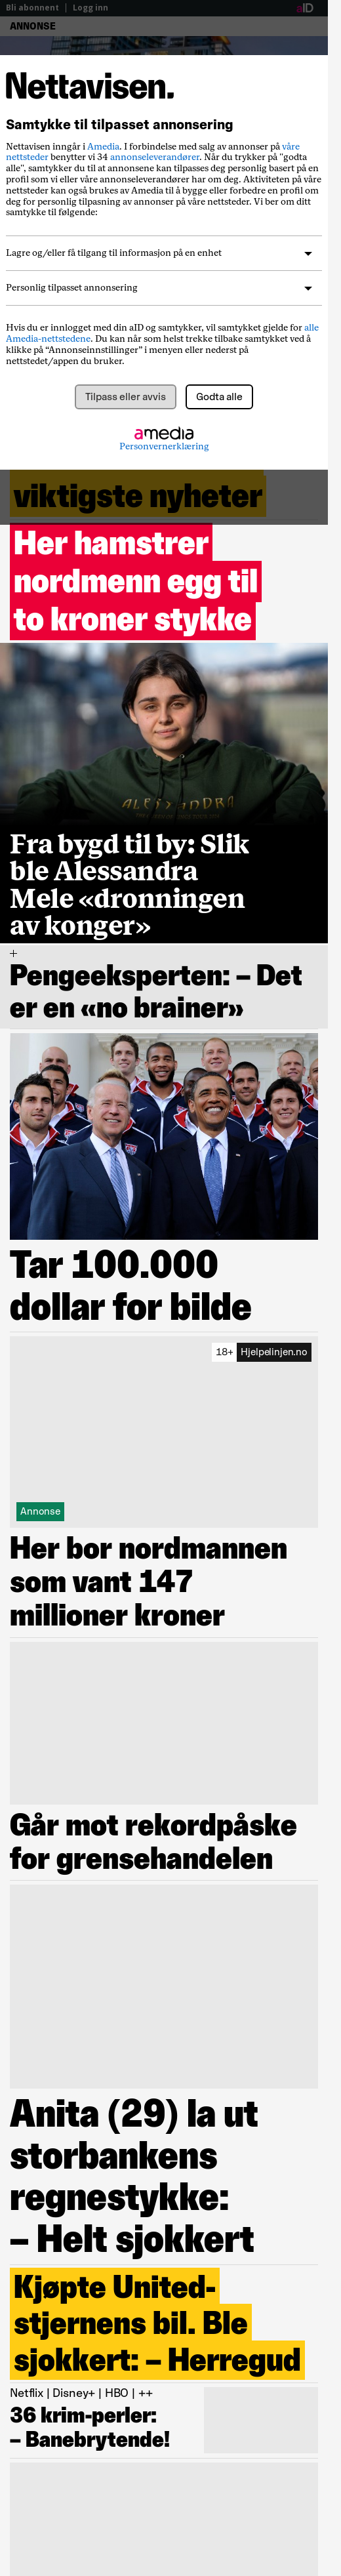 Bli abonnent | Logg inn
aID
ANNONSE
Nettavisen.
Samtykke til tilpasset annonsering
Nettavisen inngår i Amedia. I forbindelse med salg av annonser på våre
nettsteder benytter vi 34 annonseleverandører. Når du trykker på "godta
alle", samtykker du til at annonsene kan tilpasses deg personlig basert på en
profil som vi eller våre annonseleverandører har om deg. Aktiviteten på våre
nettsteder kan også brukes av Amedia til å bygge eller forbedre en profil om
deg for personlig tilpasning av annonser på våre nettsteder. Vi ber om ditt
samtykke til følgende:
Lagre og/eller få tilgang til informasjon på en enhet
Personlig tilpasset annonsering
Hvis du er innlogget med din aID og samtykker, vil samtykket gjelde for alle
Amedia-nettstedene. Du kan når som helst trekke tilbake samtykket ved å
klikke på “Annonseinnstillinger” i menyen eller nederst på
nettstedet/appen du bruker.
Tilpass eller avvis
Godta alle
amedia
Personvernerklæring
viktigste nyheter
Her hamstrer
nordmenn egg til
to kroner stykke
ALESSANDRA
Fra bygd til by: Slik
ble Alessandra
Mele «dronningen
av konger»
+
Pengeeksperten: – Det
er en «no brainer»
Tar 100.000
dollar for bilde
18+ Hjelpelinjen.no
Annonse
Her bor nordmannen
som vant 147
millioner kroner
Går mot rekordpåske
for grensehandelen
Anita (29) la ut
storbankens
regnestykke:
– Helt sjokkert
Kjøpte United-
stjernens bil. Ble
sjokkert: – Herregud
Netflix | Disney+ | HBO | ++
36 krim-perler:
– Banebrytende!